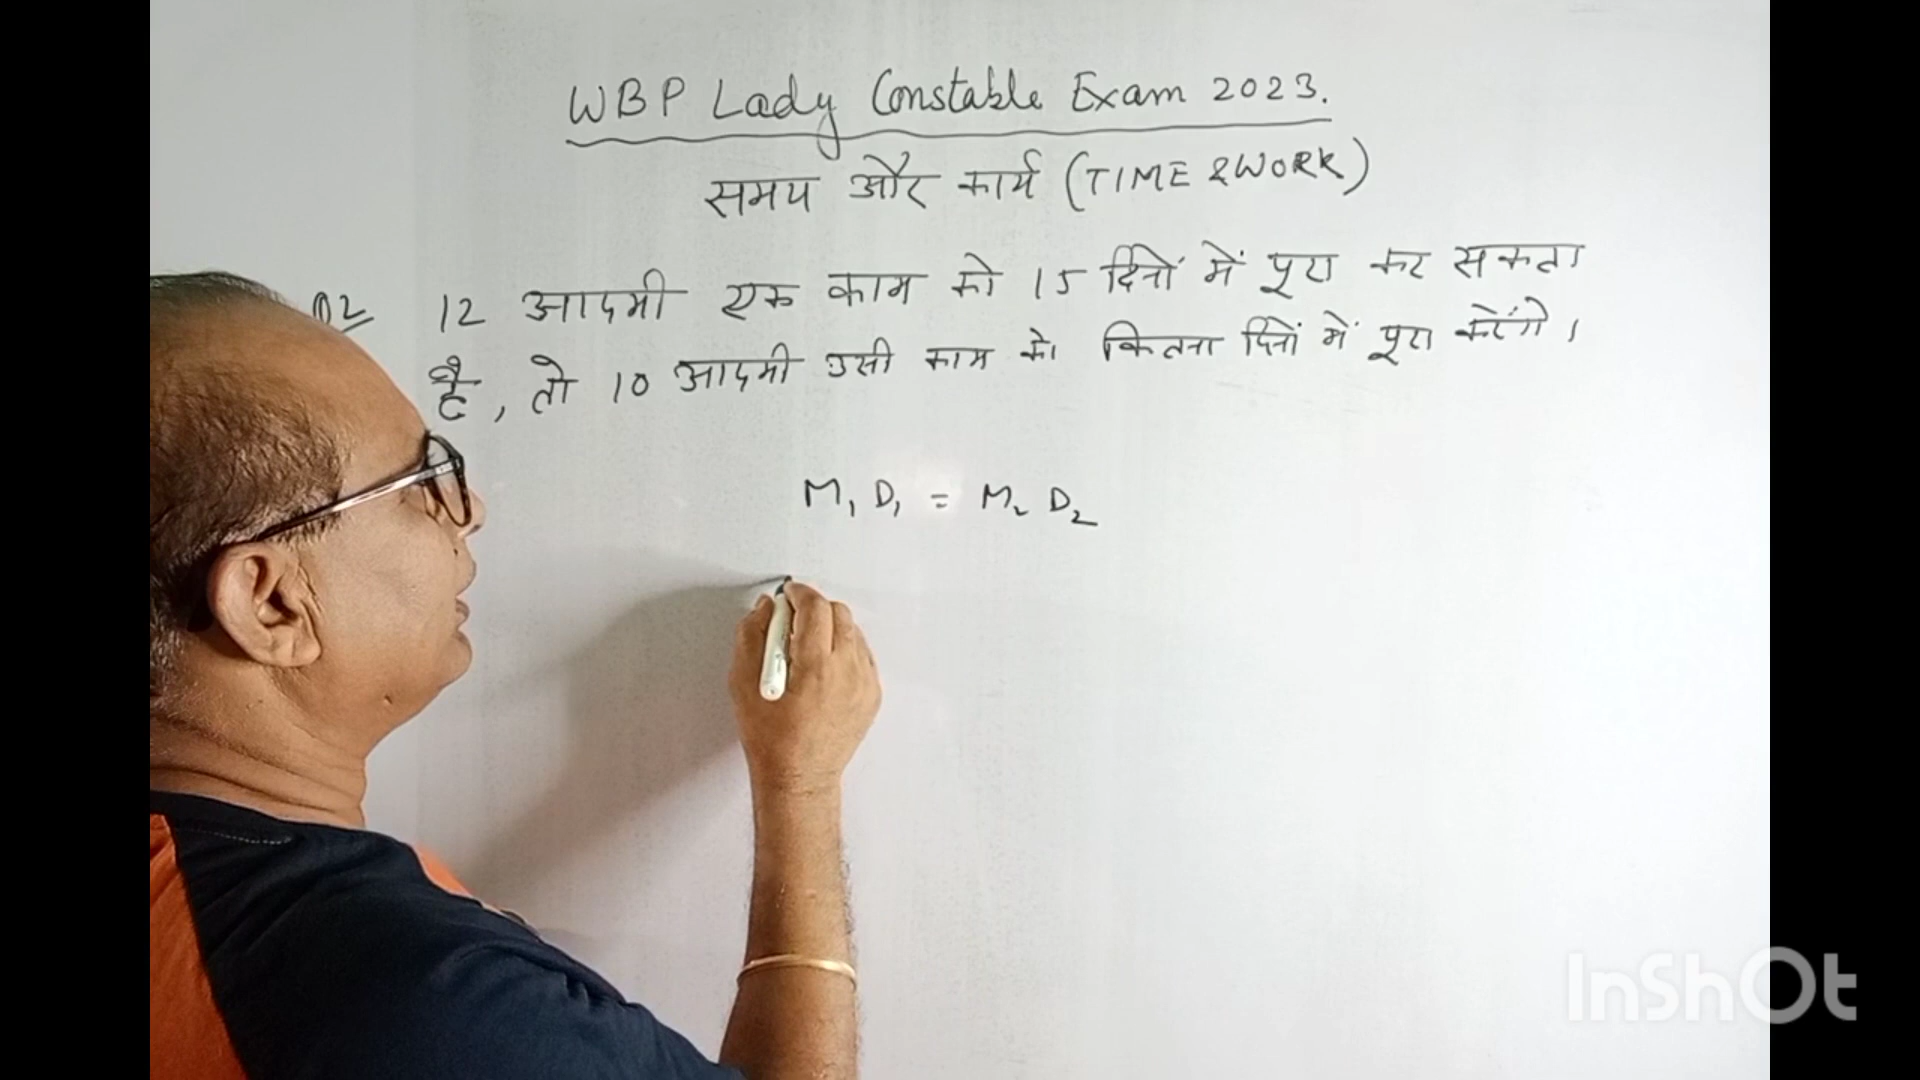 WBP Lady Constable Exam 2023.
समय और कार्य (TIME & WORK)
Q2 12 आदमी एक काम को 15 दिनों में पूरा कर सकता
है, तो 10 आदमी उसी काम को कितना दिनों में पूरा करेंगे।
M₁ D₁ = M₂ D₂
InShOt